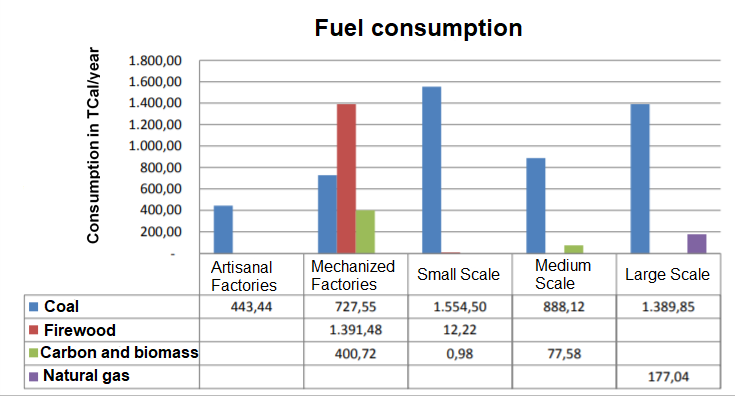 Fuel consumption
Consumption in TCal/year
1.800,00
1.600,00
1.400,00
1.200,00
1.000,00
800,00
600,00
400,00
200,00
-
Artisanal Factories Mechanized Factories Small Scale Medium Scale Large Scale
Coal 443,44 727,55 1.554,50 888,12 1.389,85
Firewood 1.391,48 12,22
Carbon and biomass 400,72 0,98 77,58
Natural gas 177,04